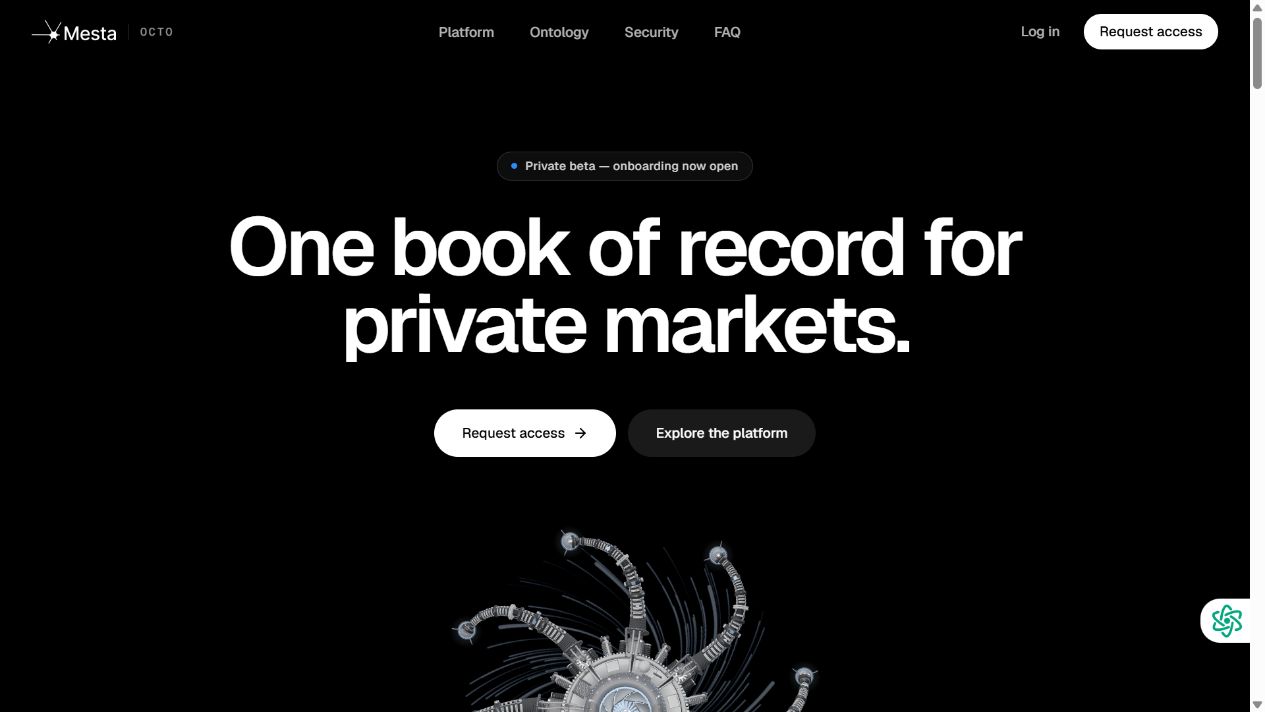 Mesta
OCTO
Platform
Ontology
Security
FAQ
Log in
Request access
Private beta — onboarding now open
One book of record for
private markets.
Request access →
Explore the platform